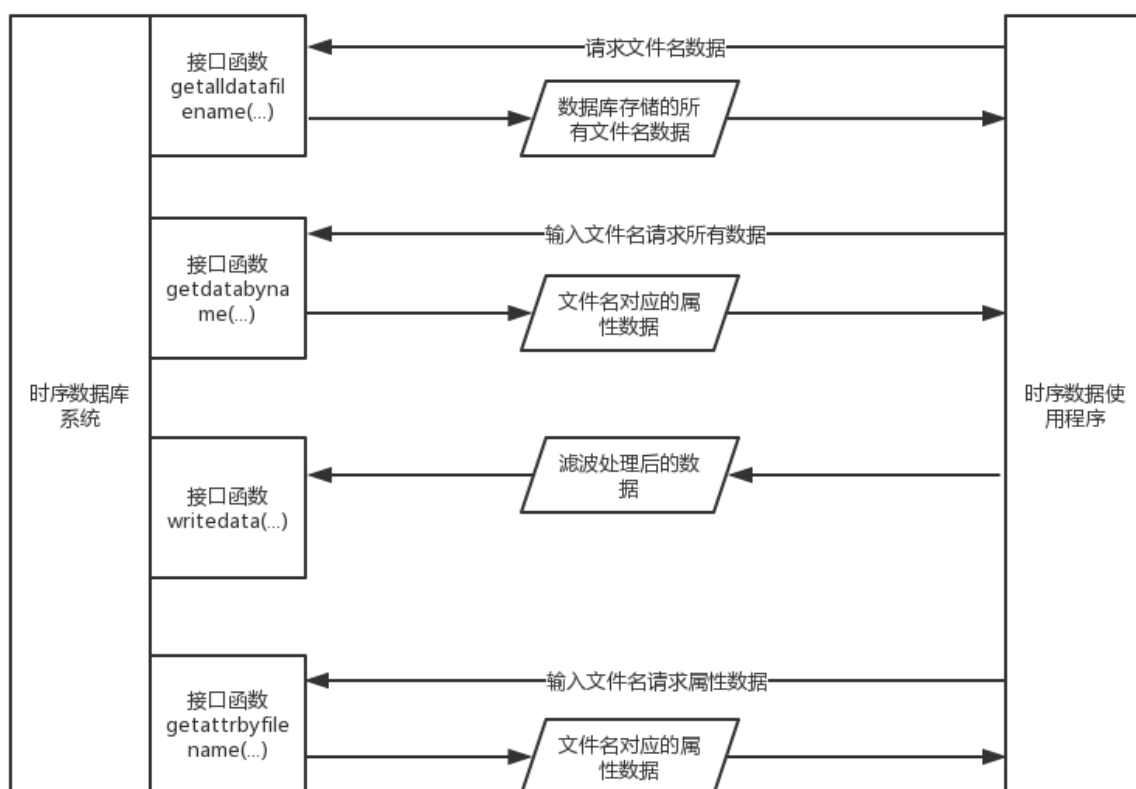 请求文件名数据
接口函数
getalldatafil
ename(...)
数据库存储的所
有文件名数据
输入文件名请求所有数据
接口函数
getdatabyna
me(...)
文件名对应的属
性数据
时序数据库
系统
时序数据使
用程序
滤波处理后的数
据
接口函数
writedata(...)
输入文件名请求属性数据
接口函数
getattrbyfile
name(...)
文件名对应的属
性数据